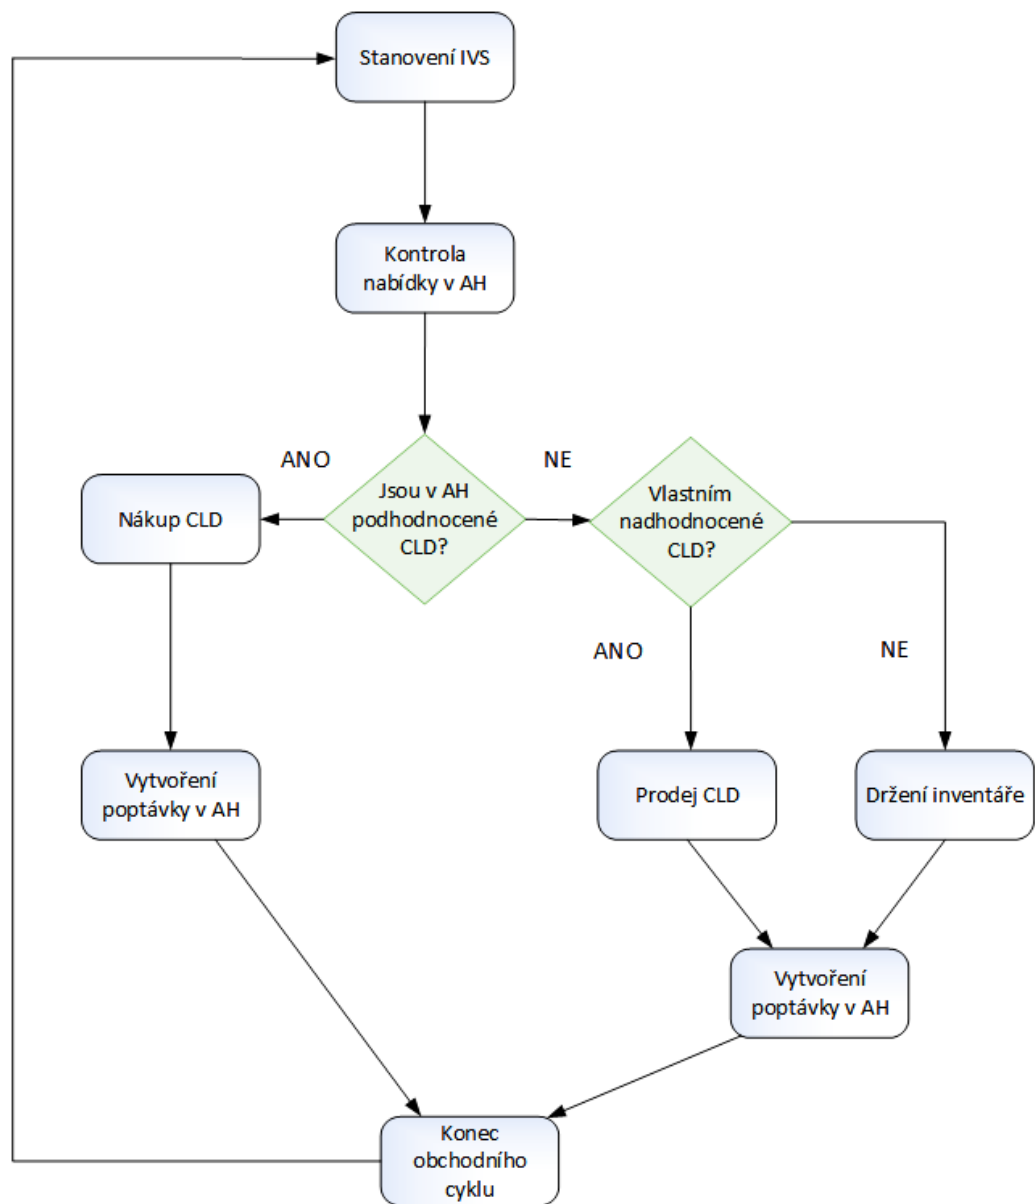 Stanovení IVS
Kontrola
nabídky v AH
ANO
NE
Jsou v AH
podhodnocené
CLD?
Vlastním
nadhodnocené
CLD?
Nákup CLD
ANO
NE
Vytvoření
poptávky v AH
Prodej CLD
Držení inventáře
Vytvoření
poptávky v AH
Konec
obchodního
cyklu